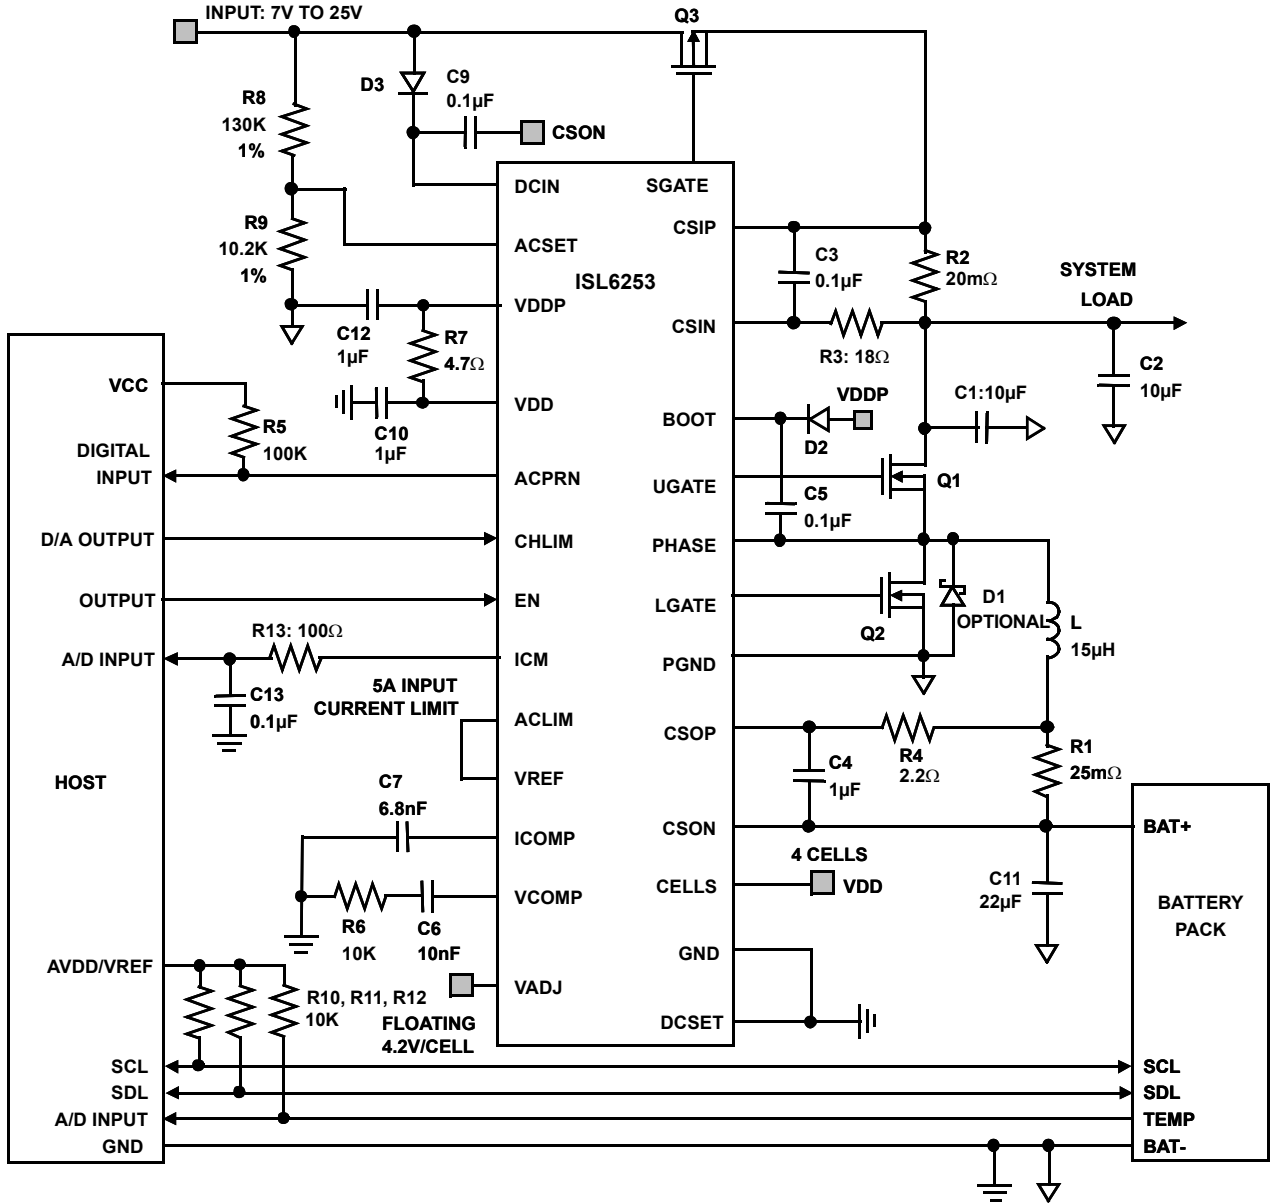 INPUT: 7V TO 25V
Q3
D3
C9
0.1µF
CSON
R8
130K
1%
R9
10.2K
1%
DCIN
SGATE
CSIP
ACSET
ISL6253
C3
0.1µF
R2
20mΩ
SYSTEM
LOAD
VDDP
C12
1µF
R7
4.7Ω
CSIN
R3: 18Ω
C2
10µF
VCC
R5
100K
VDD
C10
1µF
BOOT
VDDP
D2
C1:10µF
DIGITAL
INPUT
ACPRN
UGATE
Q1
C5
0.1µF
D/A OUTPUT
CHLIM
PHASE
OUTPUT
EN
LGATE
Q2
D1
OPTIONAL
L
15µH
R13: 100Ω
A/D INPUT
ICM
PGND
C13
0.1µF
5A INPUT
CURRENT LIMIT
ACLIM
CSOP
R4
2.2Ω
R1
25mΩ
C4
1µF
HOST
VREF
C7
6.8nF
ICOMP
CSON
BAT+
4 CELLS
CELLS
VDD
C11
22µF
BATTERY
PACK
VCOMP
R6
10K
C6
10nF
GND
AVDD/VREF
R10, R11, R12
10K
VADJ
FLOATING
4.2V/CELL
DCSET
SCL
SCL
SDL
SDL
A/D INPUT
TEMP
GND
BAT-